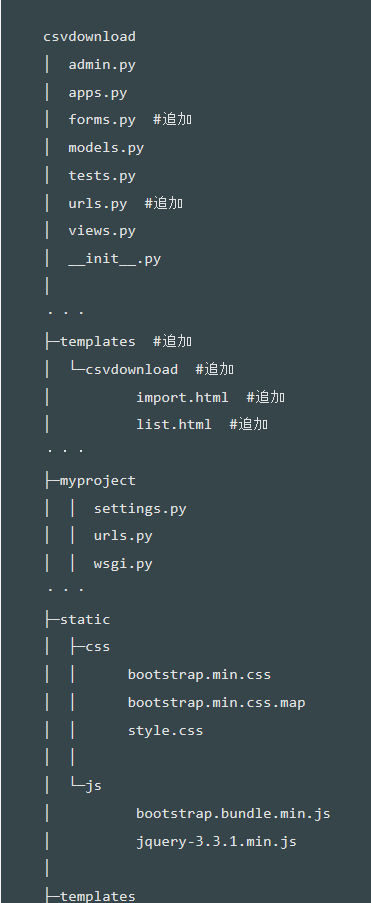 csvdownload
│  admin.py
│  apps.py
│  forms.py  #追加
│  models.py
│  tests.py
│  urls.py  #追加
│  views.py
│  __init__.py
│
・・・
├─templates  #追加
│  └─csvdownload  #追加
│          import.html  #追加
│          list.html  #追加
・・・
├─myproject
│  │  settings.py
│  │  urls.py
│  │  wsgi.py
・・・
├─static
│  ├─css
│  │      bootstrap.min.css
│  │      bootstrap.min.css.map
│  │      style.css
│  │
│  └─js
│          bootstrap.bundle.min.js
│          jquery-3.3.1.min.js
│
├─templates